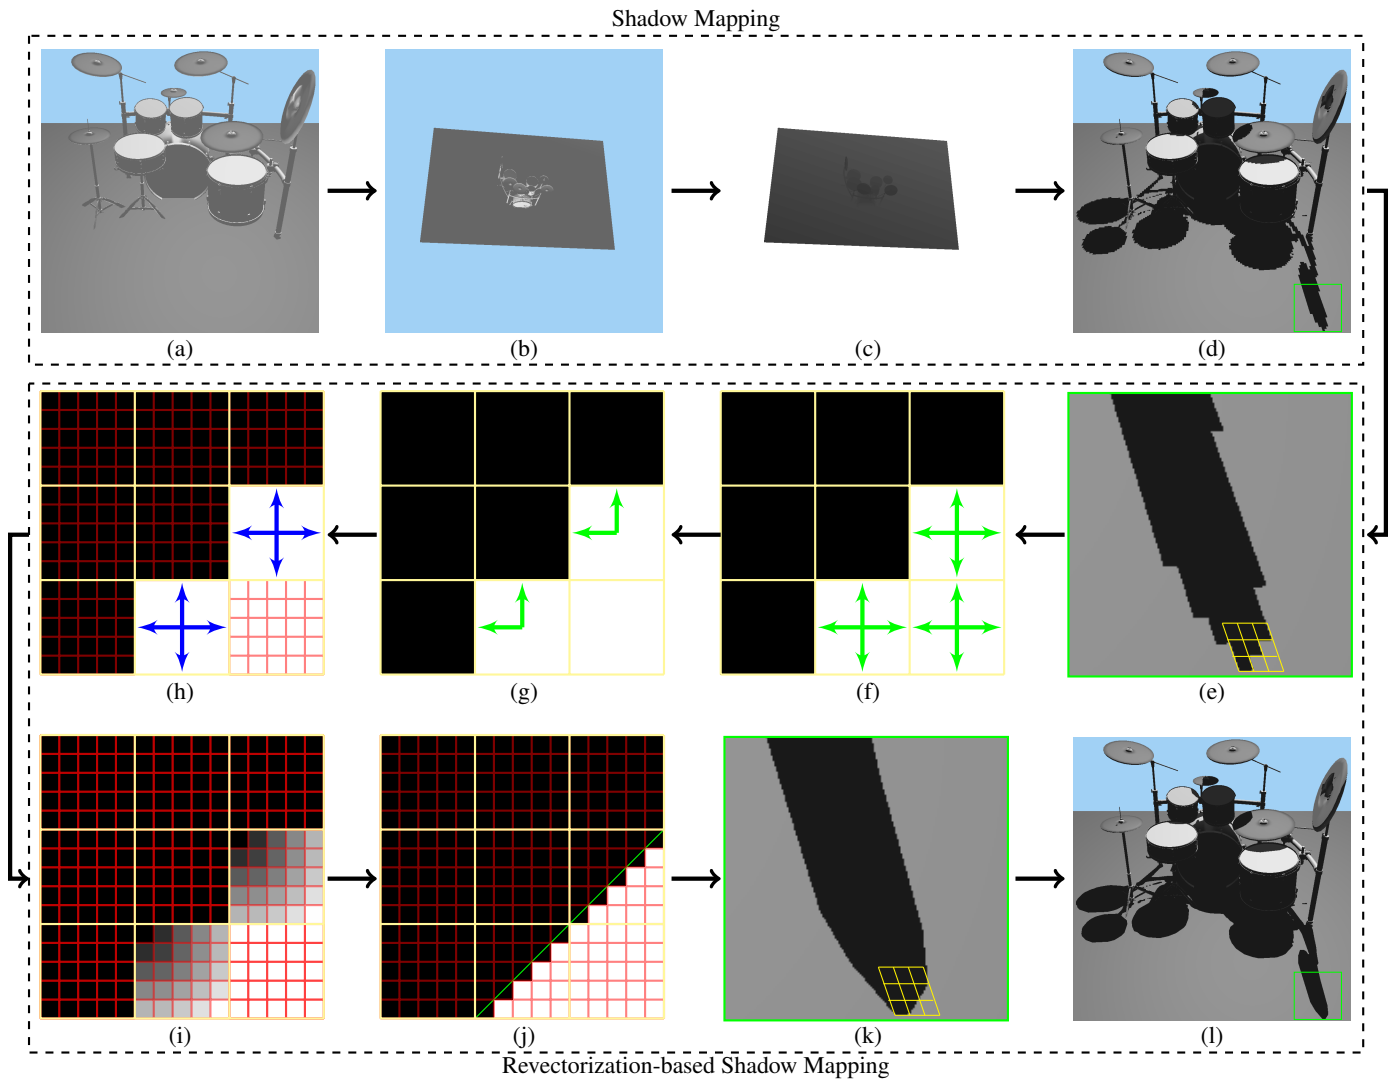 Shadow Mapping
(a)
(b)
(c)
(d)
(h)
(g)
(f)
(e)
(i)
(j)
(k)
(l)
Revectorization-based Shadow Mapping